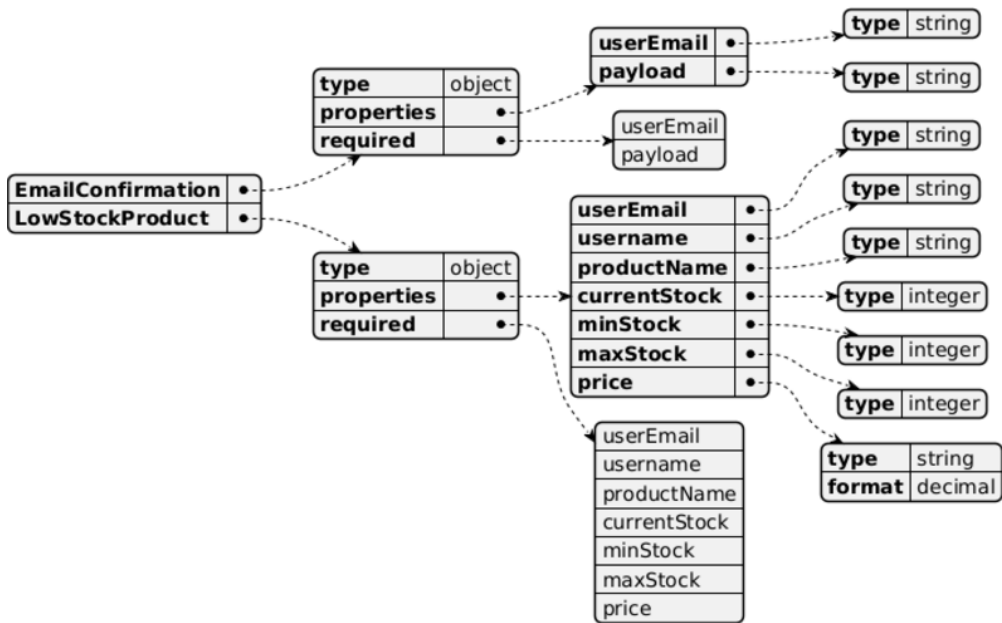 EmailConfirmation
LowStockProduct
type object
properties
required
userEmail
payload
type string
type string
userEmail
payload
type object
properties
required
userEmail
username
productName
currentStock
minStock
maxStock
price
type string
type string
type string
type integer
type integer
type integer
type string
format decimal
userEmail
username
productName
currentStock
minStock
maxStock
price